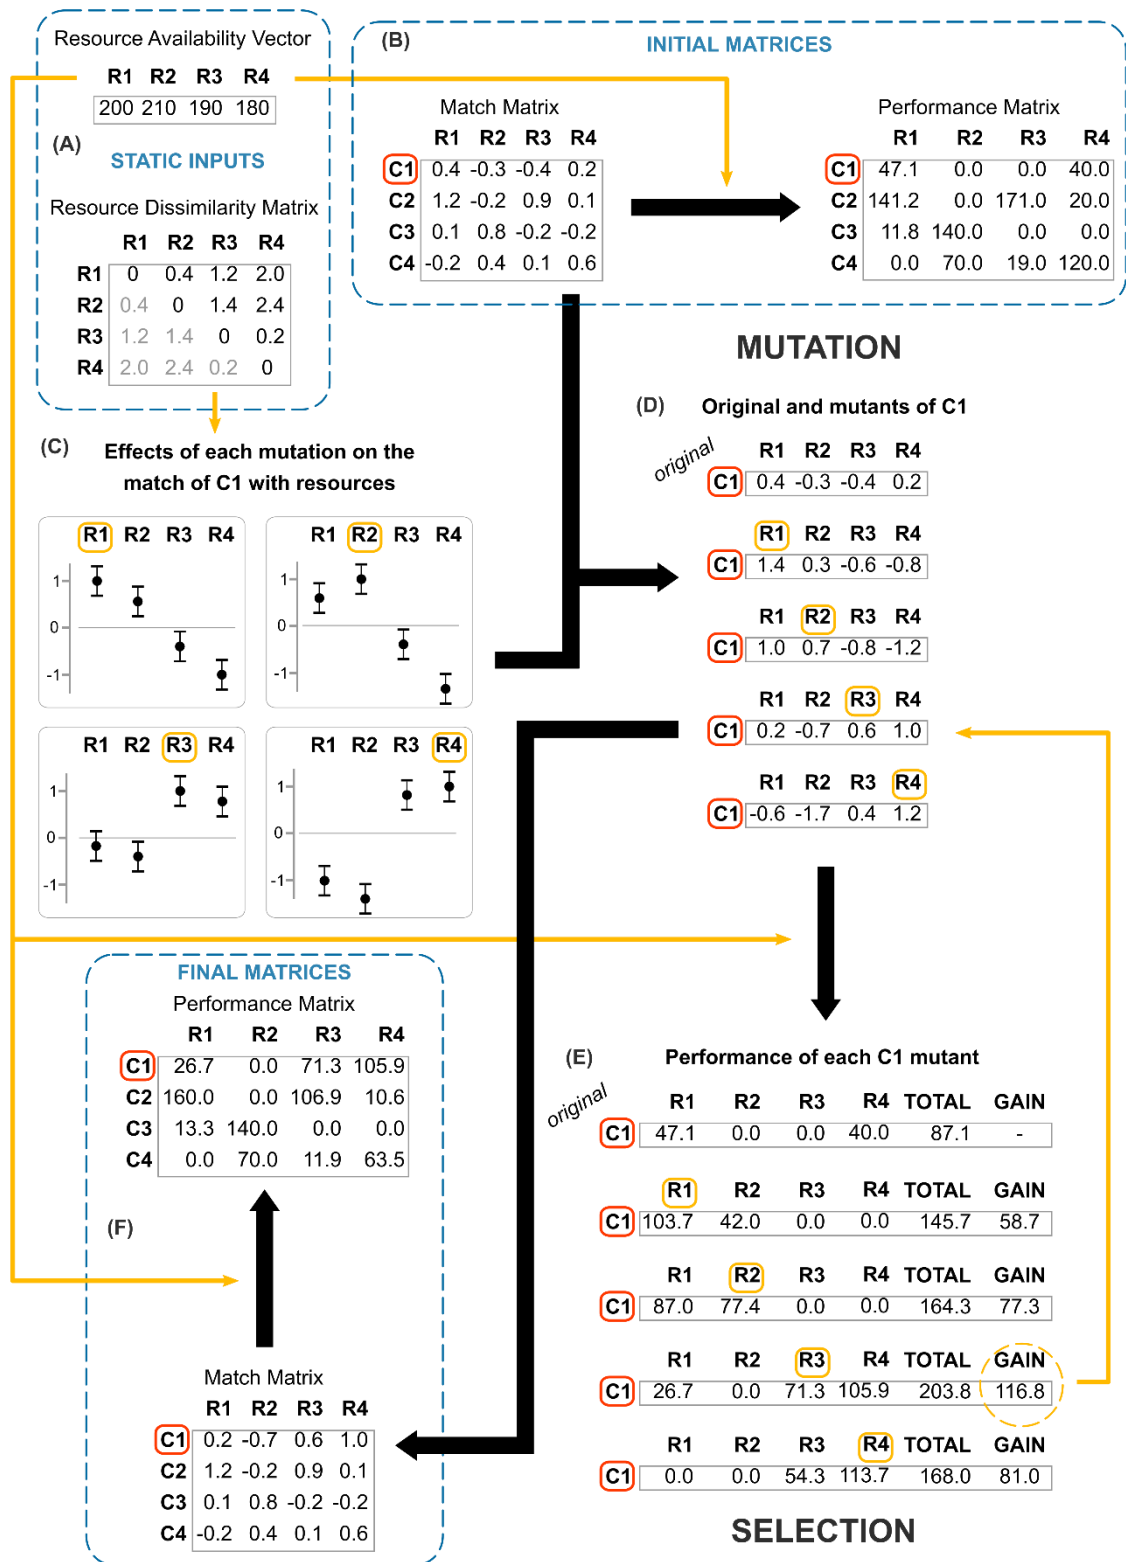 Resource Availability Vector
R1 R2 R3 R4
200 210 190 180
(A)
STATIC INPUTS
Resource Dissimilarity Matrix
R1 R2 R3 R4
R1 0 0.4 1.2 2.0
R2 0.4 0 1.4 2.4
R3 1.2 1.4 0 0.2
R4 2.0 2.4 0.2 0
(B)
INITIAL MATRICES
Match Matrix
R1 R2 R3 R4
C1 0.4 -0.3 -0.4 0.2
C2 1.2 -0.2 0.9 0.1
C3 0.1 0.8 -0.2 -0.2
C4 -0.2 0.4 0.1 0.6
Performance Matrix
R1 R2 R3 R4
C1 47.1 0.0 0.0 40.0
C2 141.2 0.0 171.0 20.0
C3 11.8 140.0 0.0 0.0
C4 0.0 70.0 19.0 120.0
MUTATION
(C)
Effects of each mutation on the
match of C1 with resources
R1 R2 R3 R4
1
0
-1
R1 R2 R3 R4
1
0
-1
R1 R2 R3 R4
1
0
-1
R1 R2 R3 R4
1
0
-1
(D)
Original and mutants of C1
original
R1 R2 R3 R4
C1 0.4 -0.3 -0.4 0.2
R1 R2 R3 R4
C1 1.4 0.3 -0.6 -0.8
R1 R2 R3 R4
C1 1.0 0.7 -0.8 -1.2
R1 R2 R3 R4
C1 0.2 -0.7 0.6 1.0
R1 R2 R3 R4
C1 -0.6 -1.7 0.4 1.2
(E)
Performance of each C1 mutant
original
R1 R2 R3 R4 TOTAL GAIN
C1 47.1 0.0 0.0 40.0 87.1 -
R1 R2 R3 R4 TOTAL GAIN
C1 103.7 42.0 0.0 0.0 145.7 58.7
R1 R2 R3 R4 TOTAL GAIN
C1 87.0 77.4 0.0 0.0 164.3 77.3
R1 R2 R3 R4 TOTAL GAIN
C1 26.7 0.0 71.3 105.9 203.8 116.8
R1 R2 R3 R4 TOTAL GAIN
C1 0.0 0.0 54.3 113.7 168.0 81.0
SELECTION
FINAL MATRICES
Performance Matrix
R1 R2 R3 R4
C1 26.7 0.0 71.3 105.9
C2 160.0 0.0 106.9 10.6
C3 13.3 140.0 0.0 0.0
C4 0.0 70.0 11.9 63.5
(F)
Match Matrix
R1 R2 R3 R4
C1 0.2 -0.7 0.6 1.0
C2 1.2 -0.2 0.9 0.1
C3 0.1 0.8 -0.2 -0.2
C4 -0.2 0.4 0.1 0.6